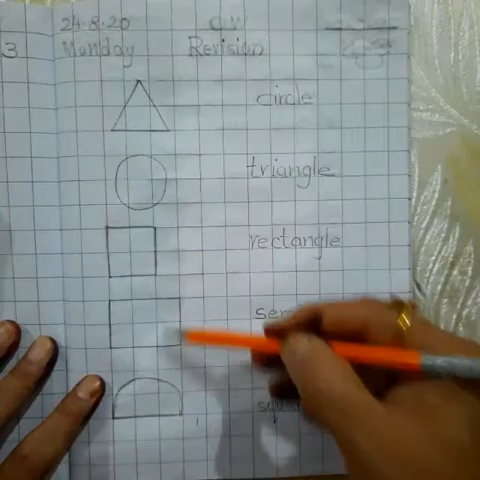 3
24.8.20 C.W
Monday Revision
circle
triangle
rectangle